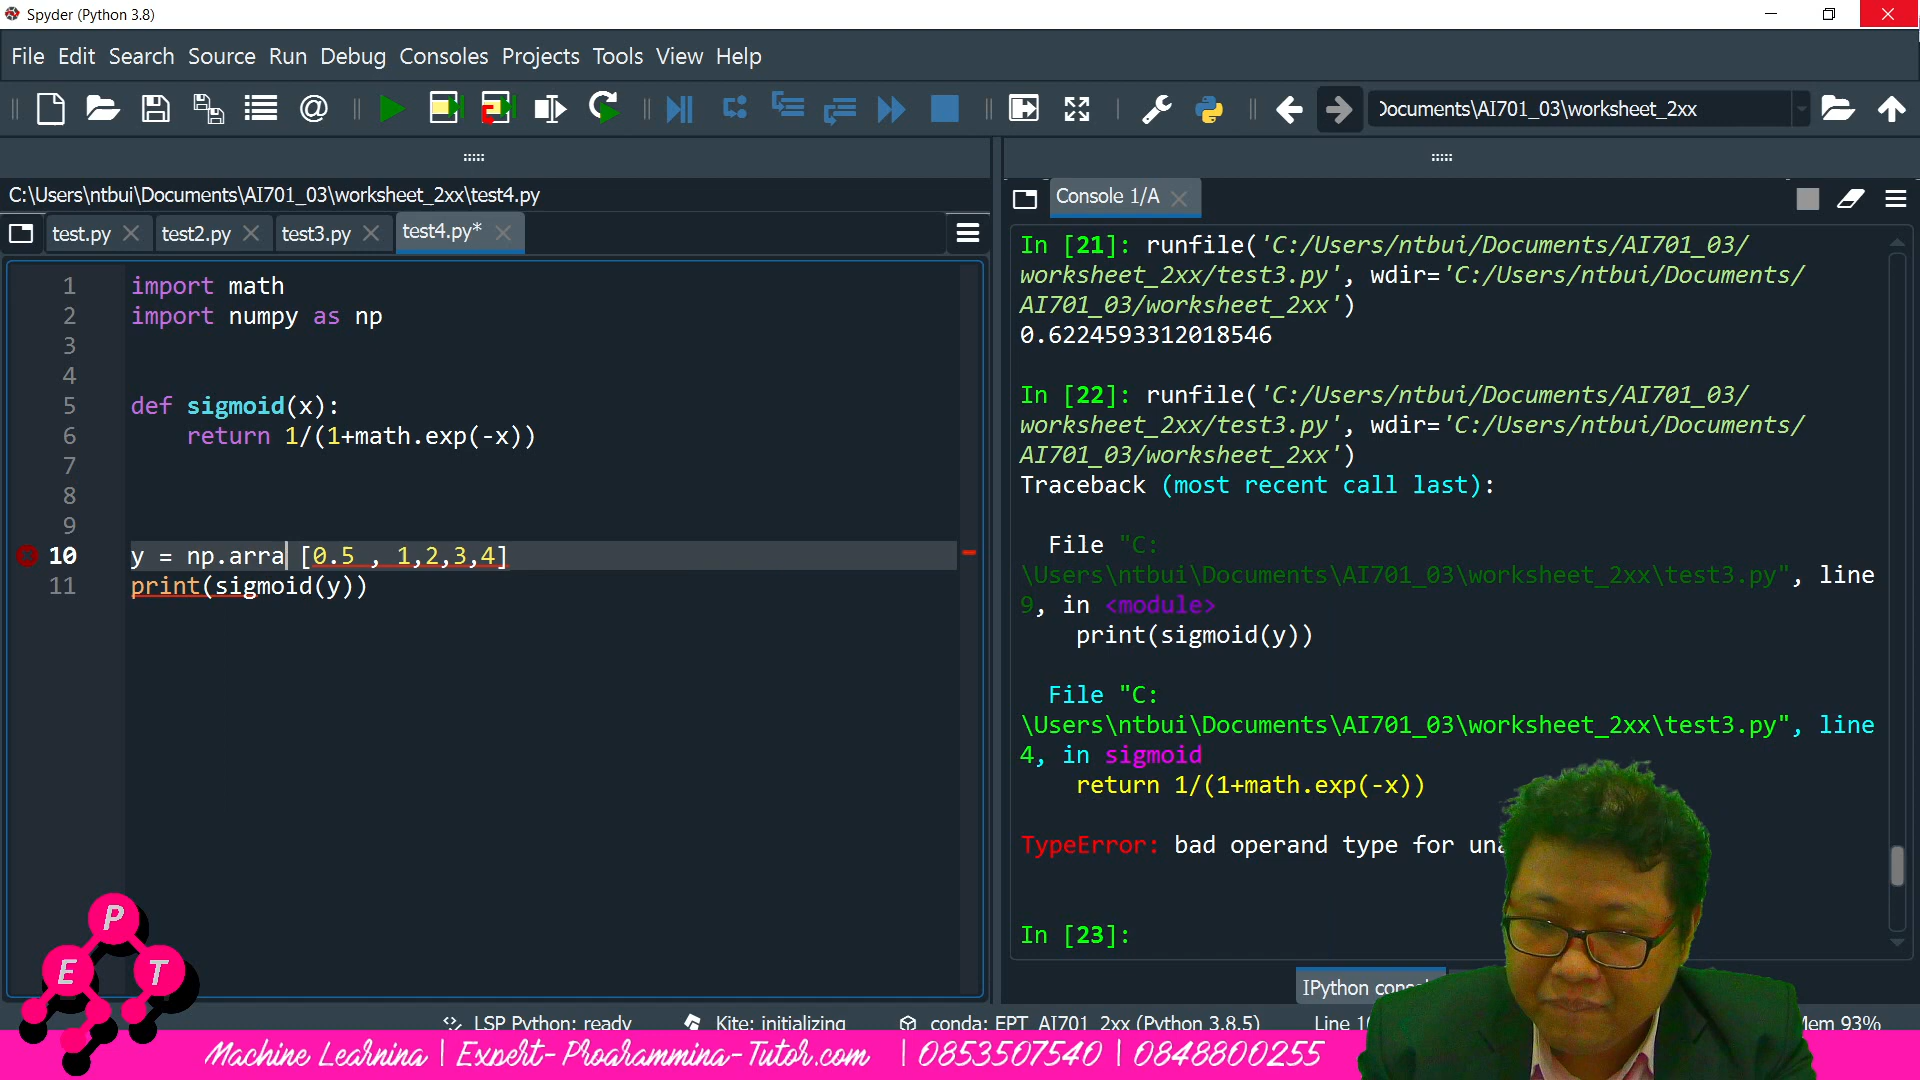 Spyder (Python 3.8)
File Edit Search Source Run Debug Consoles Projects Tools View Help
Documents\AI701_03\worksheet_2xx
C:\Users\ntbui\Documents\AI701_03\worksheet_2xx\test4.py
test.py test2.py test3.py test4.py*
1 import math
2 import numpy as np
3
4
5 def sigmoid(x):
6 return 1/(1+math.exp(-x))
7
8
9
10 y = np.arra [0.5 , 1,2,3,4]
11 print(sigmoid(y))
Console 1/A
In [21]: runfile('C:/Users/ntbui/Documents/AI701_03/
worksheet_2xx/test3.py', wdir='C:/Users/ntbui/Documents/
AI701_03/worksheet_2xx')
0.6224593312018546
In [22]: runfile('C:/Users/ntbui/Documents/AI701_03/
worksheet_2xx/test3.py', wdir='C:/Users/ntbui/Documents/
AI701_03/worksheet_2xx')
Traceback (most recent call last):
File "C:
\Users\ntbui\Documents\AI701_03\worksheet_2xx\test3.py", line
9, in <module>
print(sigmoid(y))
File "C:
\Users\ntbui\Documents\AI701_03\worksheet_2xx\test3.py", line
4, in sigmoid
return 1/(1+math.exp(-x))
TypeError: bad operand type for
In [23]:
IPython
LSP Python: ready Kite: initializing conda: EPT_AI701_2xx (Python 3.8.5) Line Mem 93%
P
E T
Machine Learning | Expert-Programming-Tutor.com | 0853507540 | 0848800255